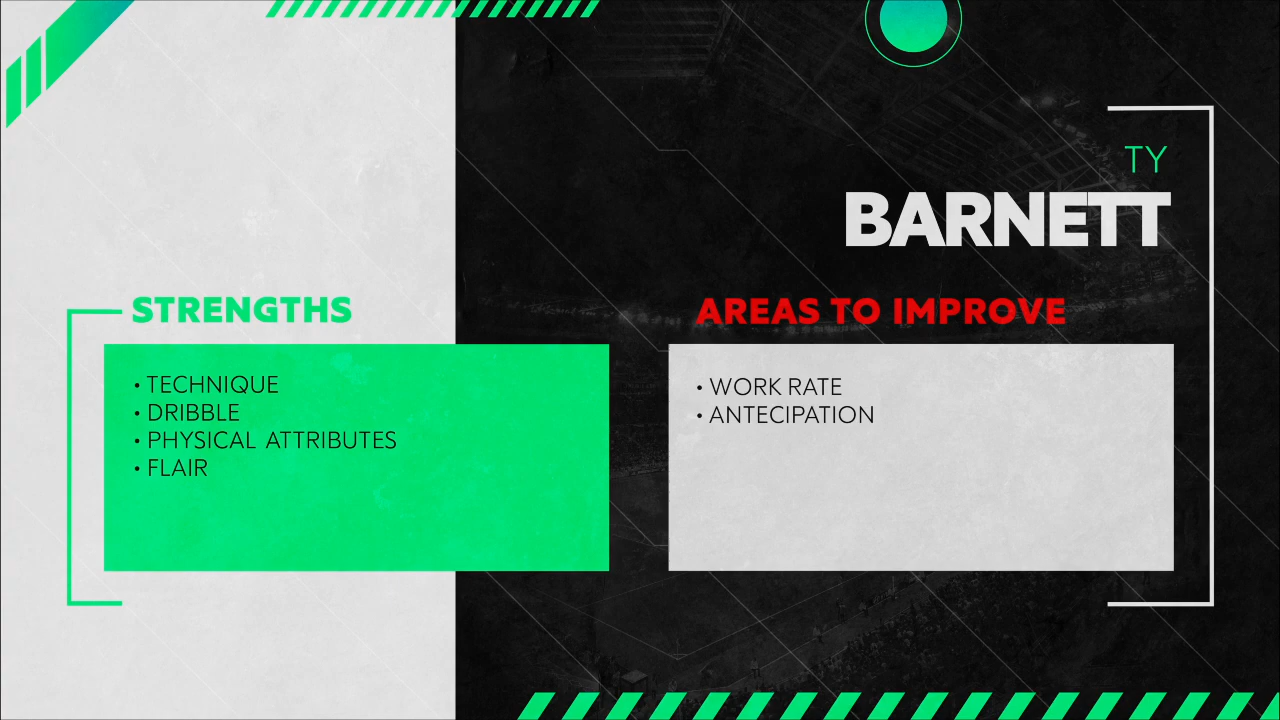 TY
BARNETT
STRENGTHS
• TECHNIQUE
• DRIBBLE
• PHYSICAL ATTRIBUTES
• FLAIR
AREAS TO IMPROVE
• WORK RATE
• ANTECIPATION